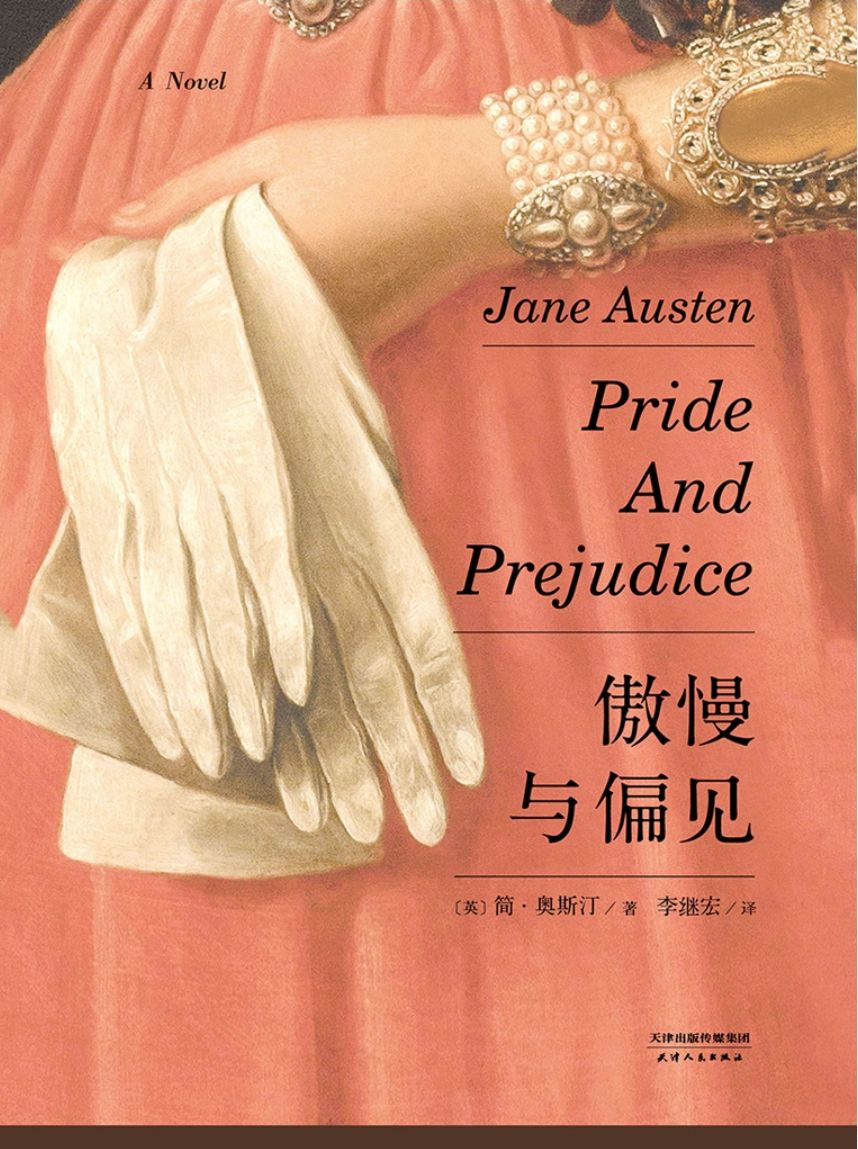 A Novel
Jane Austen
Pride
And
Prejudice
傲慢
与偏见
〔英〕简·奥斯汀／著 李继宏／译
天津出版传媒集团
天津人民出版社